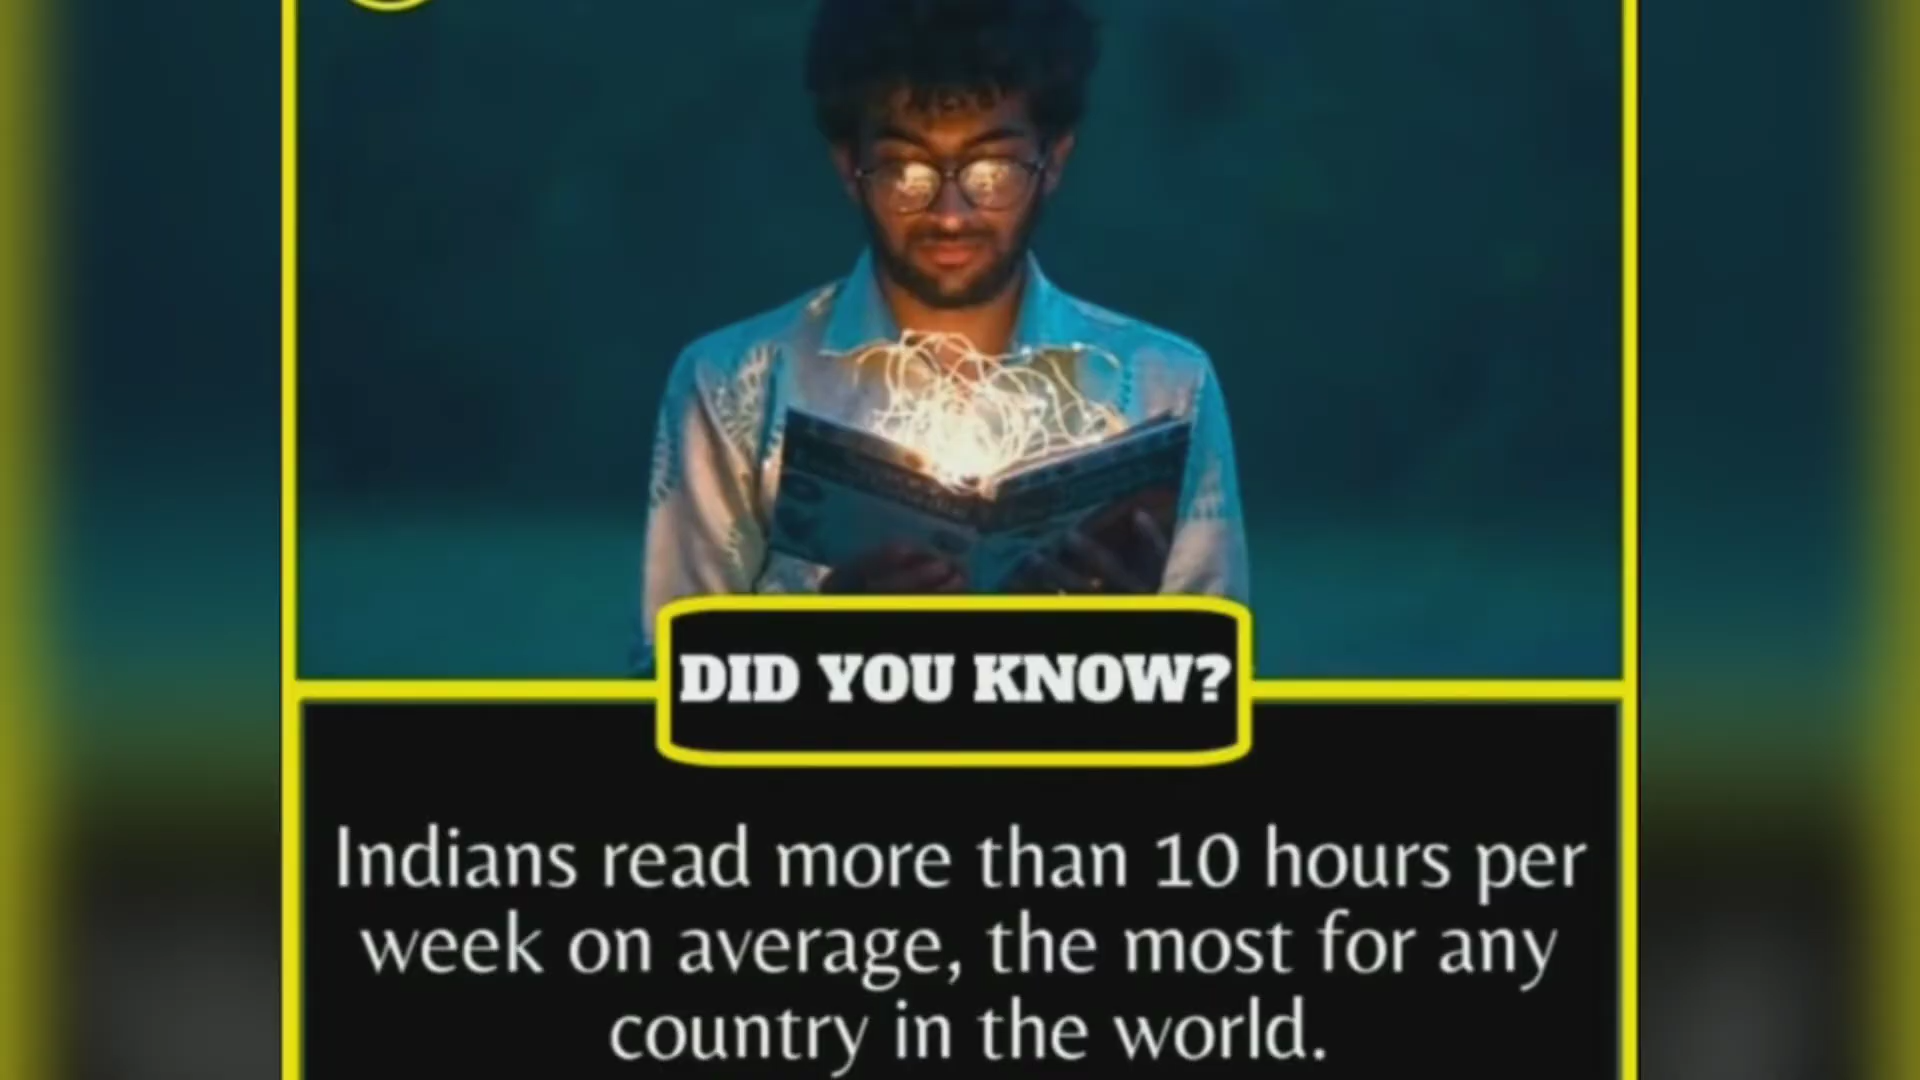 DID YOU KNOW?
Indians read more than 10 hours per
week on average, the most for any
country in the world.